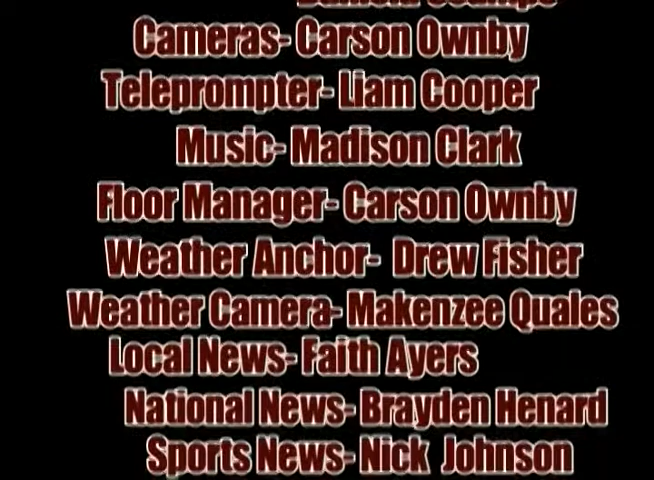 Cameras- Carson Ownby
Teleprompter- Liam Cooper
Music- Madison Clark
Floor Manager- Carson Ownby
Weather Anchor- Drew Fisher
Weather Camera- Makenzee Quales
Local News- Faith Ayers
National News- Brayden Henard
Sports News- Nick Johnson